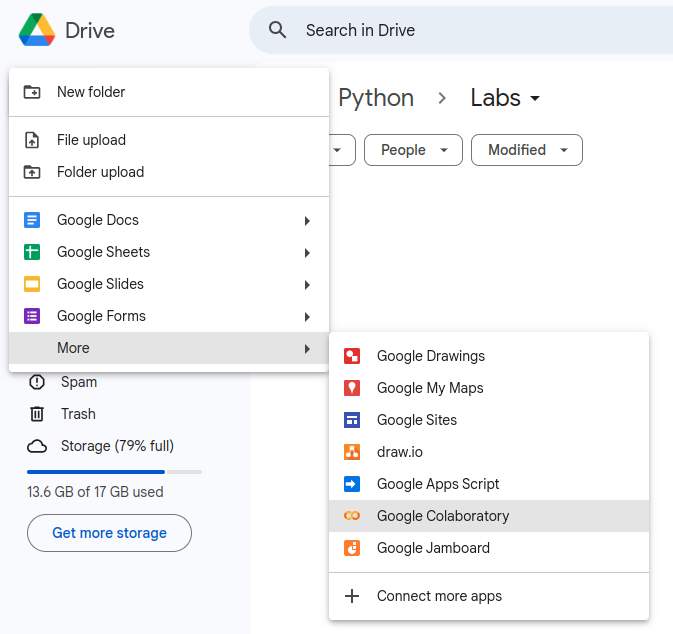 Drive
Search in Drive
New folder
File upload
Folder upload
Google Docs
Google Sheets
Google Slides
Google Forms
More
Spam
Trash
Storage (79% full)
13.6 GB of 17 GB used
Get more storage
Python > Labs
People
Modified
Google Drawings
Google My Maps
Google Sites
draw.io
Google Apps Script
Google Colaboratory
Google Jamboard
Connect more apps